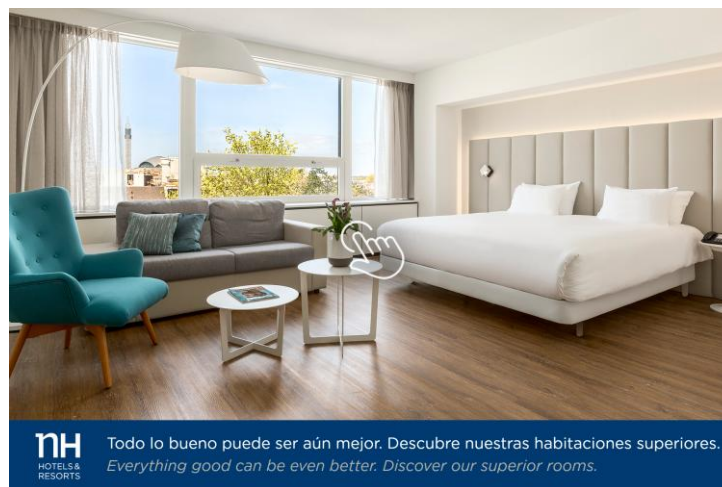 nH
HOTELS &
RESORTS
Todo lo bueno puede ser aún mejor. Descubre nuestras habitaciones superiores.
Everything good can be even better. Discover our superior rooms.